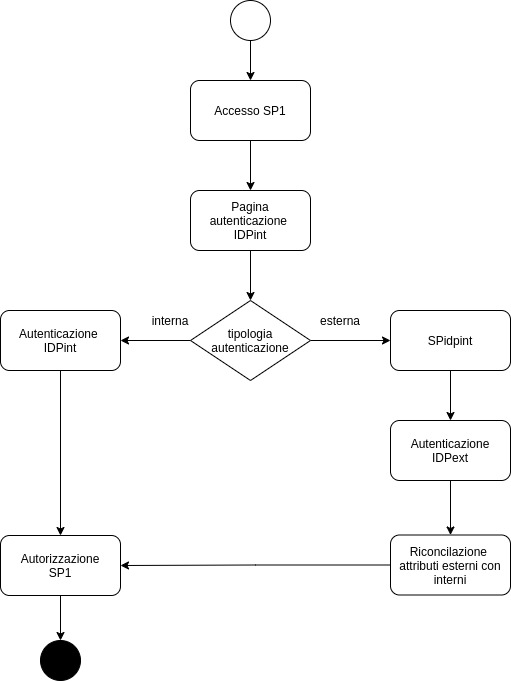 Accesso SP1
Pagina
autenticazione
IDPint
interna
tipologia
autenticazione
esterna
Autenticazione
IDPint
SPidpint
Autenticazione
IDPext
Autorizzazione
SP1
Riconcilazione
attributi esterni con
interni